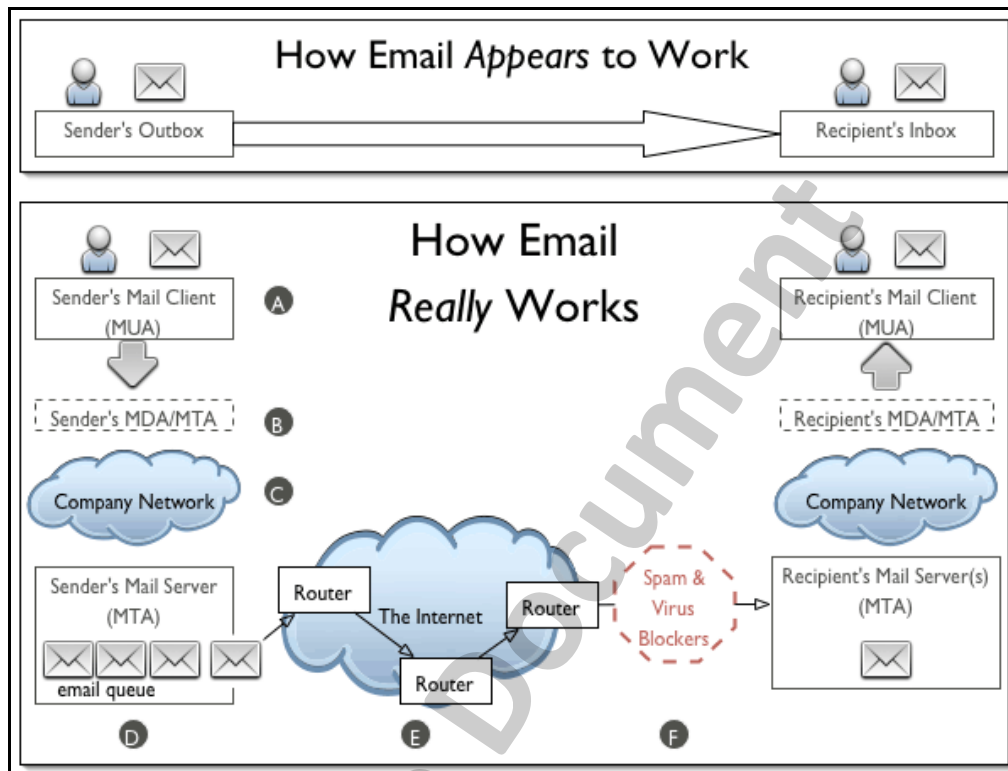 How Email Appears to Work
Sender's Outbox
Recipient's Inbox
How Email
Really Works
Sender's Mail Client
(MUA)
A
Recipient's Mail Client
(MUA)
Sender's MDA/MTA
B
Recipient's MDA/MTA
Company Network
C
Company Network
Sender's Mail Server
(MTA)
email queue
Router
The Internet
Router
Router
Spam &
Virus
Blockers
Recipient's Mail Server(s)
(MTA)
D
E
F
Document